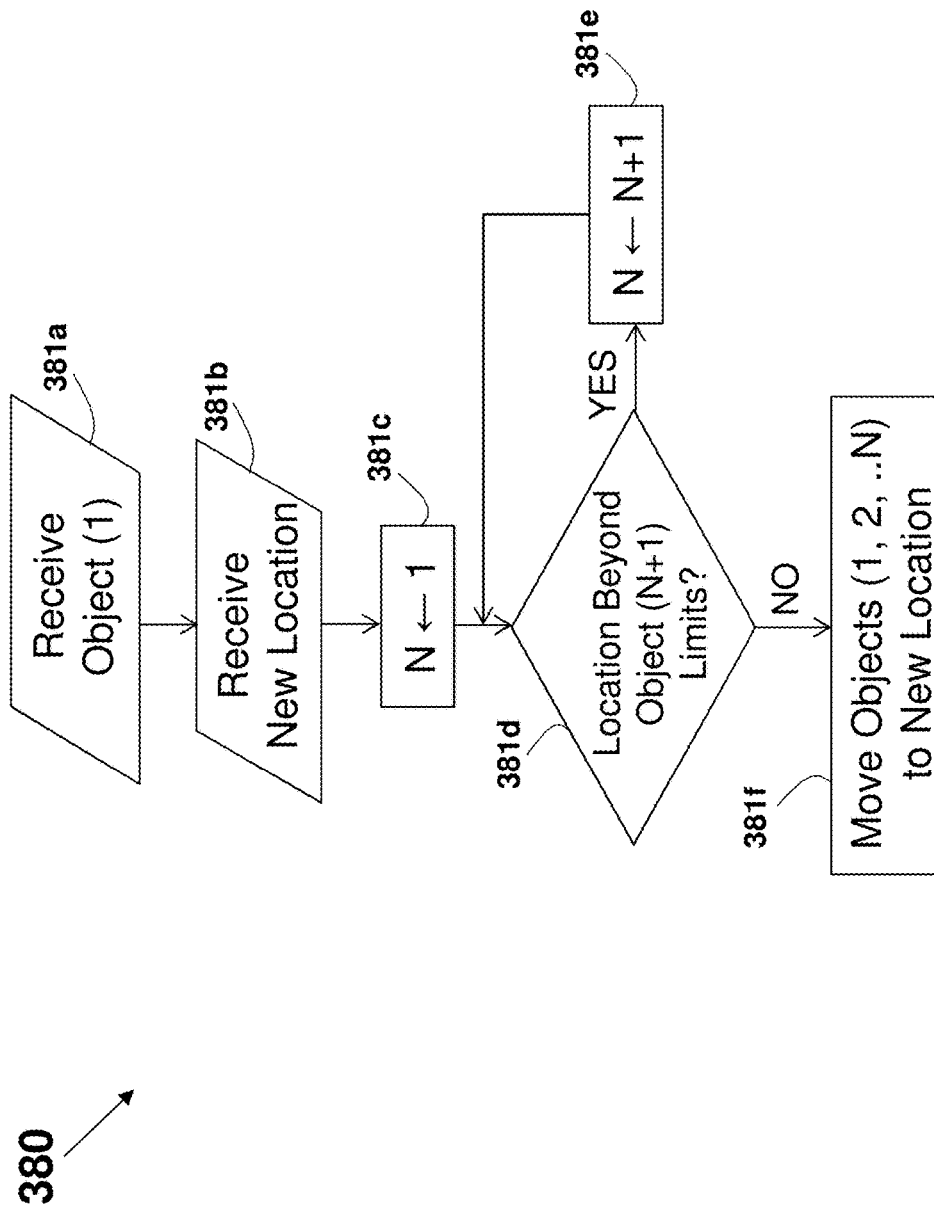 380
Receive
Object (1)
381a
Receive
New Location
381b
N ← 1
381c
Location Beyond
Object (N+1)
Limits?
381d
YES
N ← N+1
381e
NO
Move Objects (1, 2, ..N)
to New Location
381f